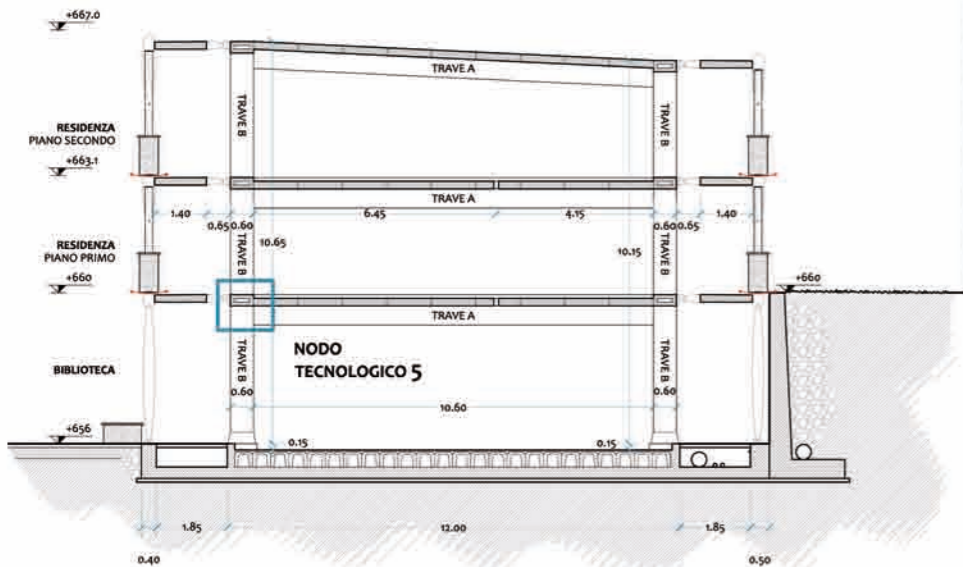 +667.0
TRAVE A
TRAVE B
TRAVE B
RESIDENZA
PIANO SECONDO
+663.1
TRAVE A
1.40
0.65
0.60
6.45
4.15
0.60
0.65
1.40
10.65
10.15
RESIDENZA
PIANO PRIMO
TRAVE B
TRAVE B
+660
+660
TRAVE A
NODO
TECNOLOGICO 5
BIBLIOTECA
TRAVE B
TRAVE B
0.60
10.60
0.60
+656
0.15
0.15
1.85
12.00
1.85
0.40
0.50